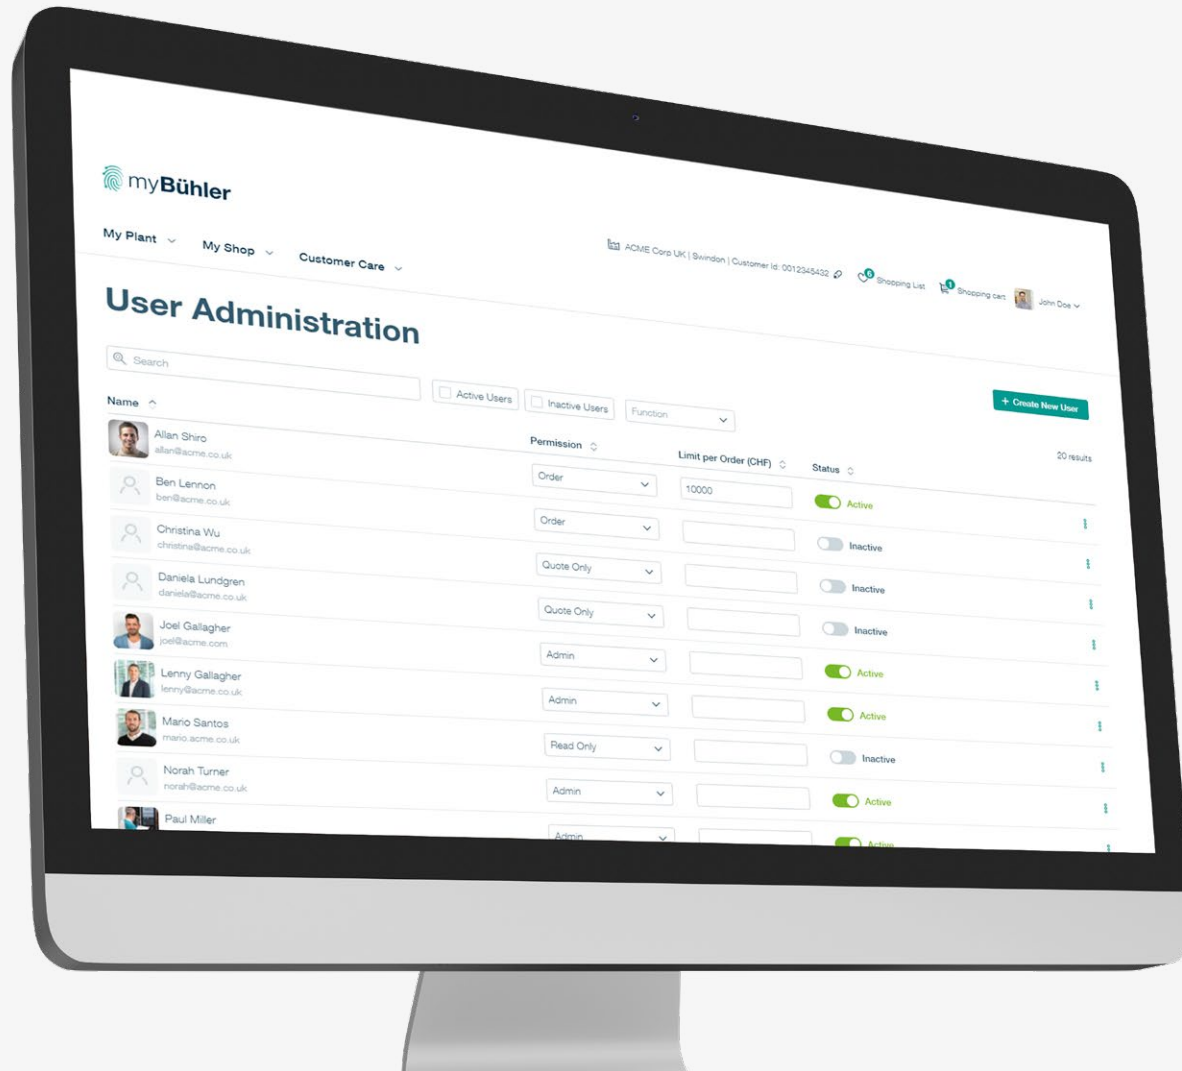 myBühler
My Plant My Shop Customer Care
ACME Corp UK | Swindon | Customer Id: 0012345432 6 Shopping List 1 Shopping cart John Doe
User Administration
Search Active Users Inactive Users Function + Create New User
20 results
Name Permission Limit per Order (CHF) Status
Allan Shiro Order 10000 Active
allan@acme.co.uk
Ben Lennon Order Inactive
ben@acme.co.uk
Christina Wu Quote Only Inactive
christina@acme.co.uk
Daniela Lundgren Quote Only Inactive
daniela@acme.co.uk
Joel Gallagher Admin Active
joel@acme.com
Lenny Gallagher Admin Active
lenny@acme.co.uk
Mario Santos Read Only Inactive
mario.acme.co.uk
Norah Turner Admin Active
norah@acme.co.uk
Paul Miller Admin Active